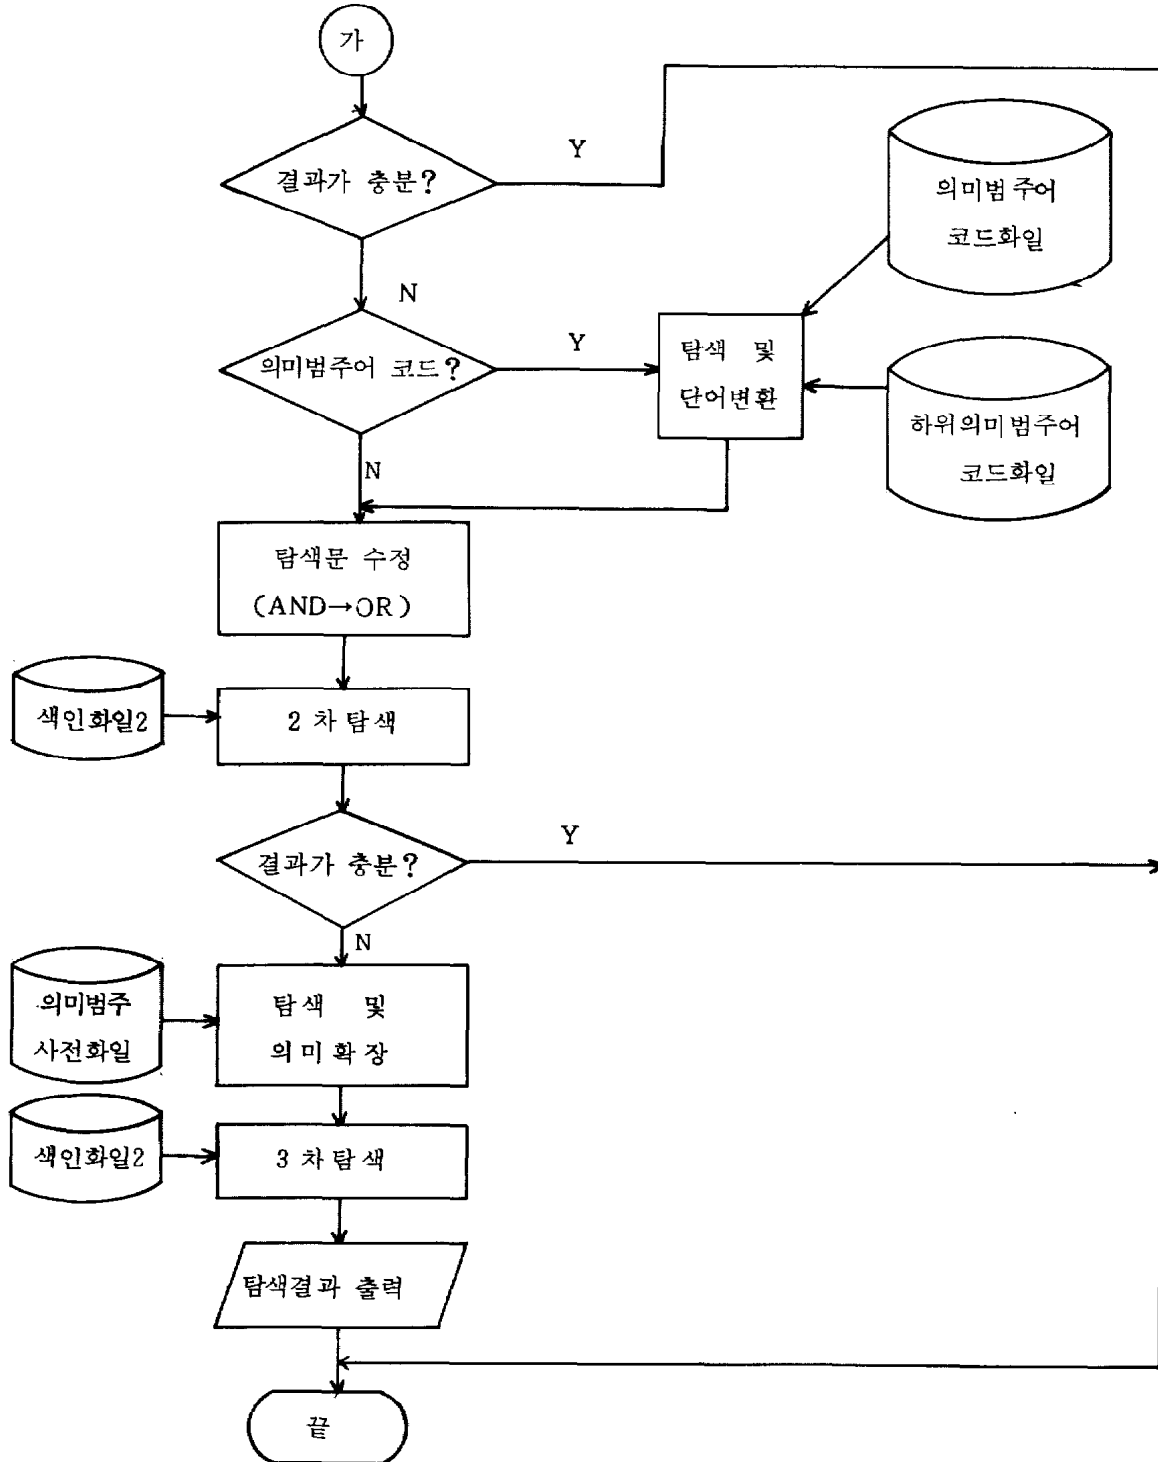 가
결과가 충분?
Y
의미범주어
코드화일
N
의미범주어 코드?
Y
탐색 및
단어변환
하위의미범주어
코드화일
N
탐색문 수정
(AND→OR)
색인화일2
2차탐색
결과가 충분?
Y
N
의미범주
사전화일
탐색 및
의미확장
색인화일2
3차탐색
탐색결과 출력
끝